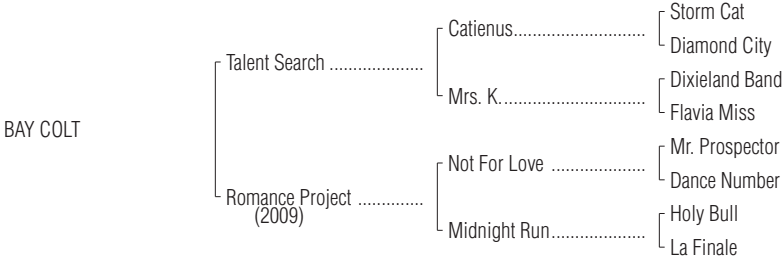 Storm Cat
Catienus..............................
Diamond City
Talent Search .....................
Dixieland Band
Mrs. K.................................
Flavia Miss
BAY COLT
Mr. Prospector
Not For Love .....................
Dance Number
Romance Project ..............
(2009)
Holy Bull
Midnight Run.....................
La Finale